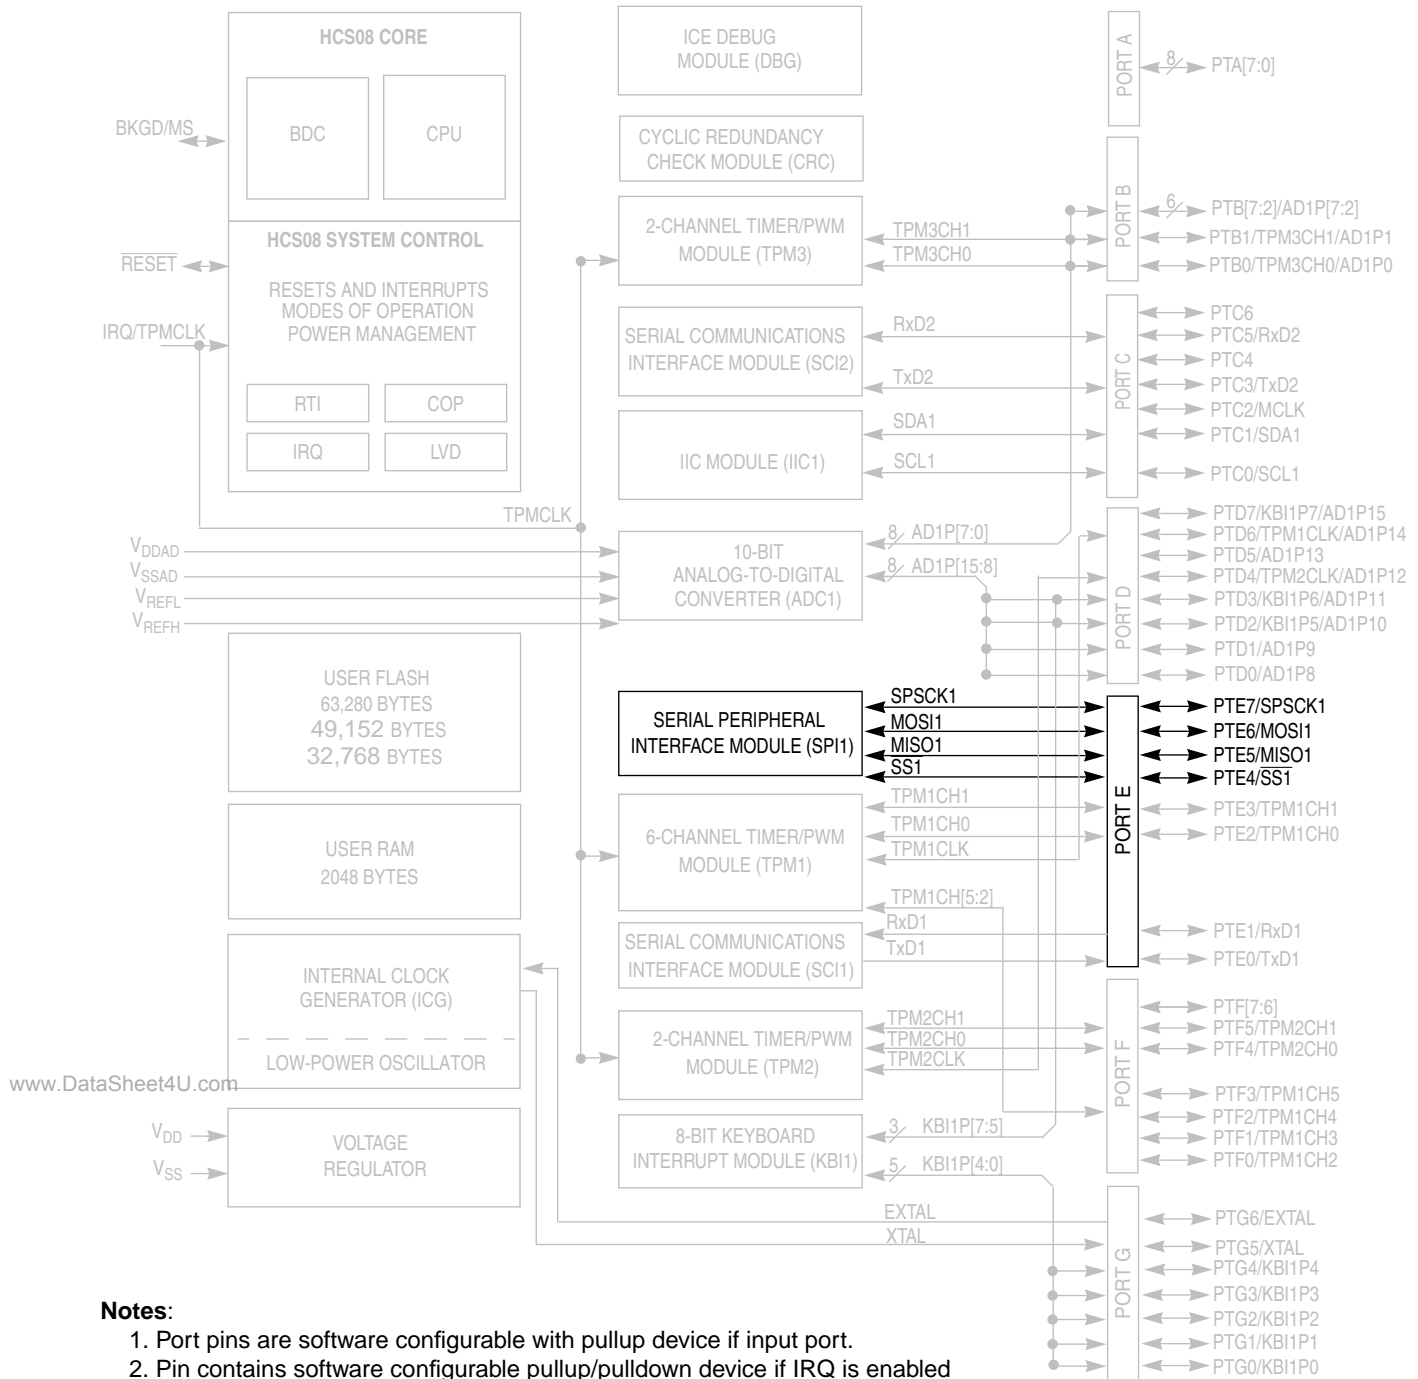 HCS08 CORE
BDC
CPU
BKGD/MS
HCS08 SYSTEM CONTROL
RESET
RESETS AND INTERRUPTS
MODES OF OPERATION
POWER MANAGEMENT
IRQ/TPMCLK
RTI
COP
IRQ
LVD
TPMCLK
VDDAD
VSSAD
VREFL
VREFH
USER FLASH
63,280 BYTES
49,152 BYTES
32,768 BYTES
USER RAM
2048 BYTES
INTERNAL CLOCK
GENERATOR (ICG)
LOW-POWER OSCILLATOR
www.DataSheet4U.com
VDD
VSS
VOLTAGE
REGULATOR
ICE DEBUG
MODULE (DBG)
CYCLIC REDUNDANCY
CHECK MODULE (CRC)
2-CHANNEL TIMER/PWM
MODULE (TPM3)
TPM3CH1
TPM3CH0
SERIAL COMMUNICATIONS
INTERFACE MODULE (SCI2)
RxD2
TxD2
IIC MODULE (IIC1)
SDA1
SCL1
10-BIT
ANALOG-TO-DIGITAL
CONVERTER (ADC1)
8 AD1P[7:0]
8 AD1P[15:8]
SERIAL PERIPHERAL
INTERFACE MODULE (SPI1)
SPSCK1
MOSI1
MISO1
SS1
6-CHANNEL TIMER/PWM
MODULE (TPM1)
TPM1CH1
TPM1CH0
TPM1CLK
TPM1CH[5:2]
SERIAL COMMUNICATIONS
INTERFACE MODULE (SCI1)
RxD1
TxD1
2-CHANNEL TIMER/PWM
MODULE (TPM2)
TPM2CH1
TPM2CH0
TPM2CLK
8-BIT KEYBOARD
INTERRUPT MODULE (KBI1)
3 KBI1P[7:5]
5 KBI1P[4:0]
EXTAL
XTAL
PORT A
8 PTA[7:0]
PORT B
6 PTB[7:2]/AD1P[7:2]
PTB1/TPM3CH1/AD1P1
PTB0/TPM3CH0/AD1P0
PORT C
PTC6
PTC5/RxD2
PTC4
PTC3/TxD2
PTC2/MCLK
PTC1/SDA1
PTC0/SCL1
PORT D
PTD7/KBI1P7/AD1P15
PTD6/TPM1CLK/AD1P14
PTD5/AD1P13
PTD4/TPM2CLK/AD1P12
PTD3/KBI1P6/AD1P11
PTD2/KBI1P5/AD1P10
PTD1/AD1P9
PTD0/AD1P8
PORT E
PTE7/SPSCK1
PTE6/MOSI1
PTE5/MISO1
PTE4/SS1
PTE3/TPM1CH1
PTE2/TPM1CH0
PTE1/RxD1
PTE0/TxD1
PORT F
PTF[7:6]
PTF5/TPM2CH1
PTF4/TPM2CH0
PTF3/TPM1CH5
PTF2/TPM1CH4
PTF1/TPM1CH3
PTF0/TPM1CH2
PORT G
PTG6/EXTAL
PTG5/XTAL
PTG4/KBI1P4
PTG3/KBI1P3
PTG2/KBI1P2
PTG1/KBI1P1
PTG0/KBI1P0
Notes:
1. Port pins are software configurable with pullup device if input port.
2. Pin contains software configurable pullup/pulldown device if IRQ is enabled